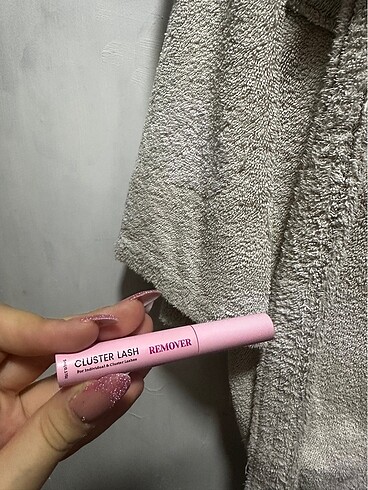 CLUSTER LASH REMOVER
For Individual & Cluster Lashes